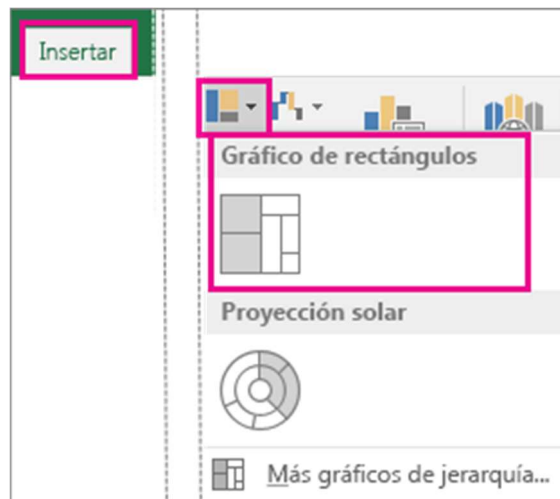 Insertar
Gráfico de rectángulos
Proyección solar
Más gráficos de jerarquía...